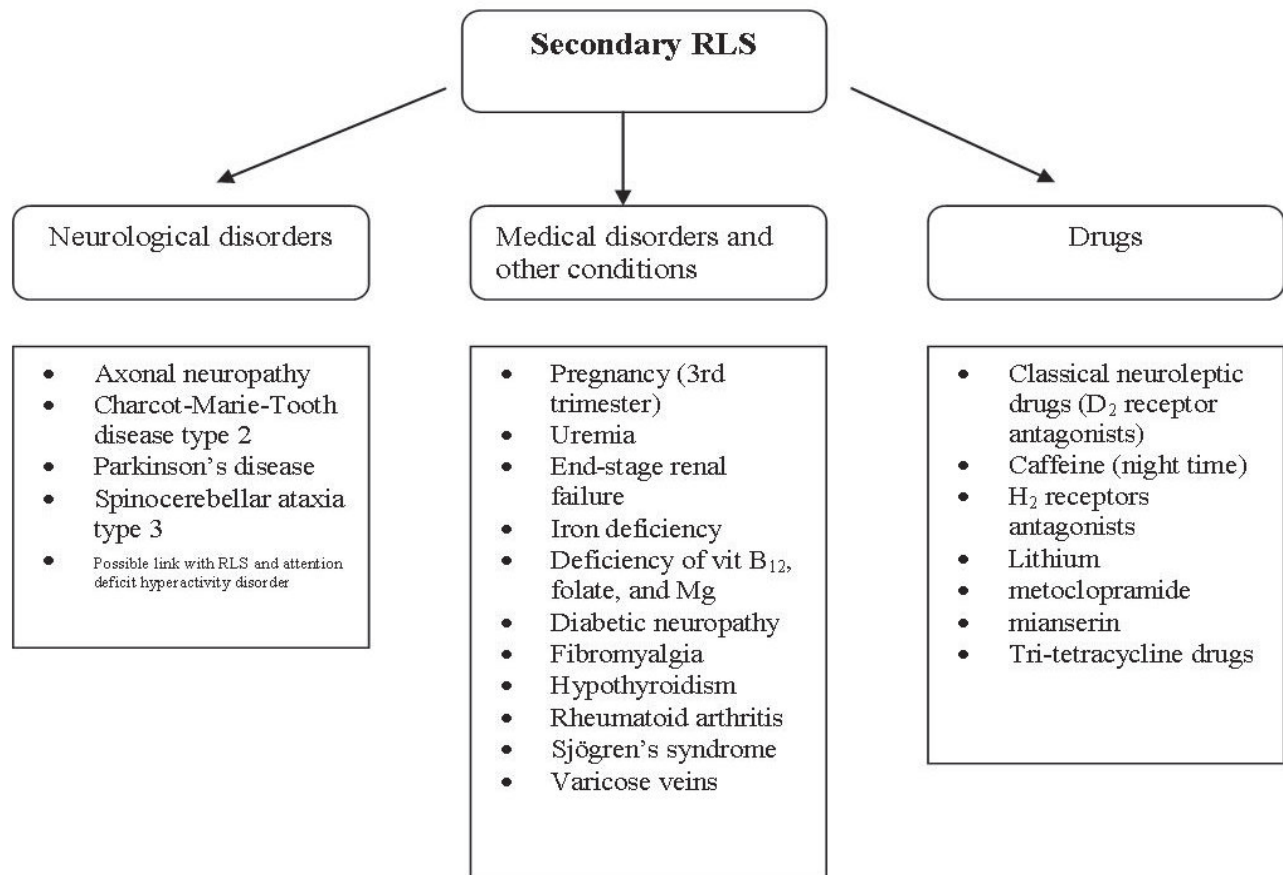 Secondary RLS
Neurological disorders
Medical disorders and
other conditions
Drugs
• Axonal neuropathy
• Charcot-Marie-Tooth
disease type 2
• Parkinson’s disease
• Spinocerebellar ataxia
type 3
• Possible link with RLS and attention
deficit hyperactivity disorder
• Pregnancy (3rd
trimester)
• Uremia
• End-stage renal
failure
• Iron deficiency
• Deficiency of vit B₁₂,
folate, and Mg
• Diabetic neuropathy
• Fibromyalgia
• Hypothyroidism
• Rheumatoid arthritis
• Sjögren’s syndrome
• Varicose veins
• Classical neuroleptic
drugs (D₂ receptor
antagonists)
• Caffeine (night time)
• H₂ receptors
antagonists
• Lithium
• metoclopramide
• mianserin
• Tri-tetracycline drugs